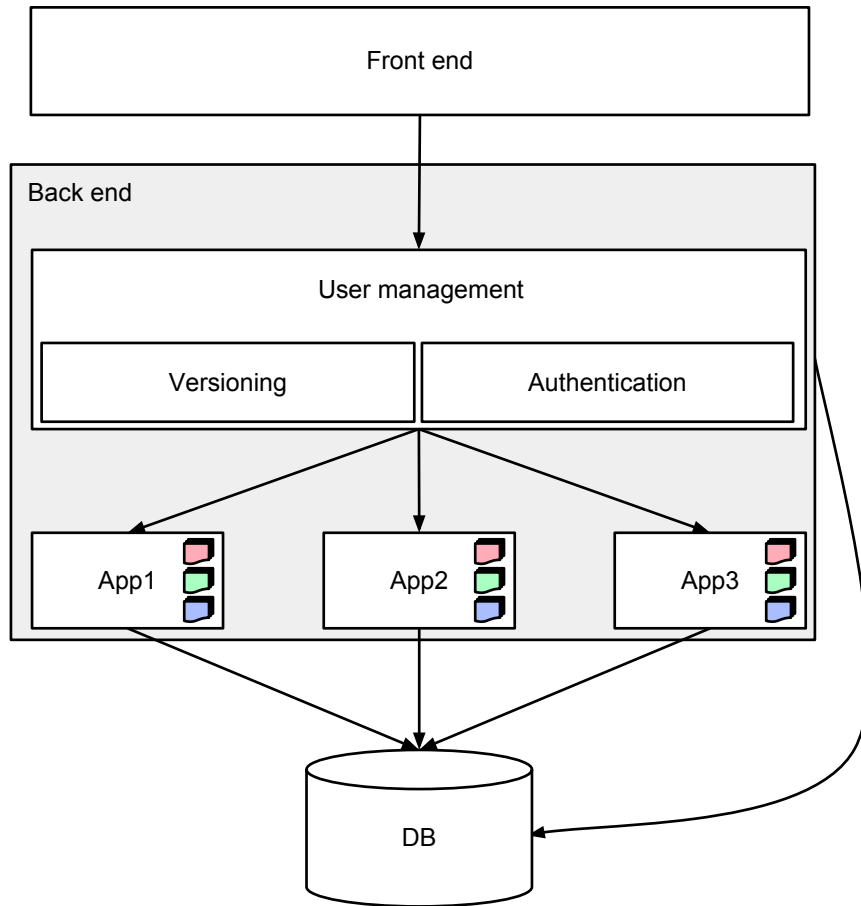 Front end
Back end
User management
Versioning
Authentication
App1
App2
App3
DB